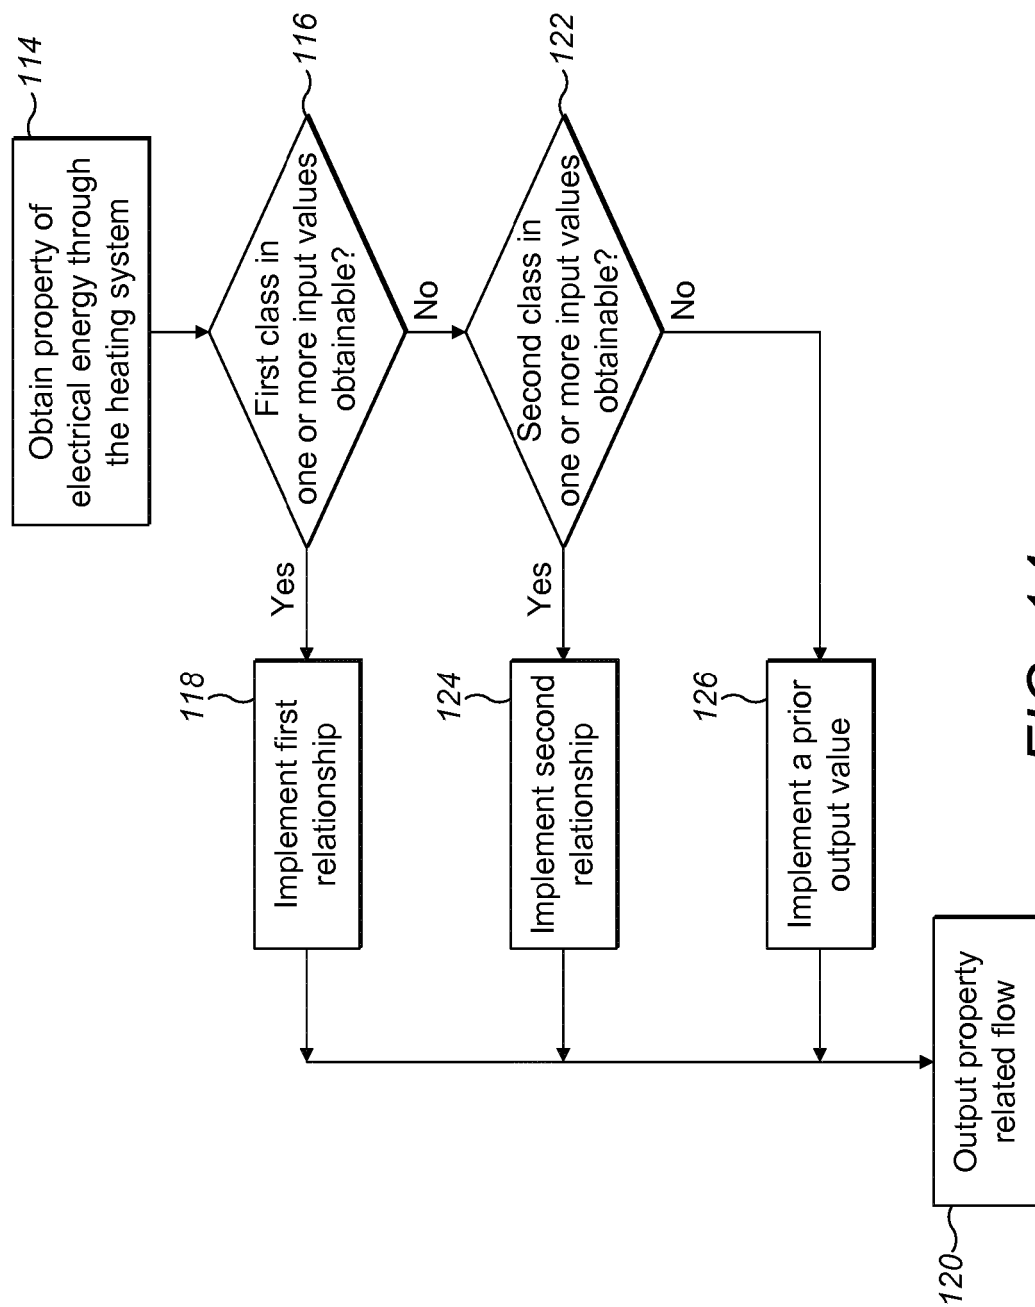 114
Obtain property of
electrical energy through
the heating system
116
First class in
one or more input values
obtainable?
Yes
No
118
Implement first
relationship
122
Second class in
one or more input values
obtainable?
Yes
No
124
Implement second
relationship
126
Implement a prior
output value
120
Output property
related flow